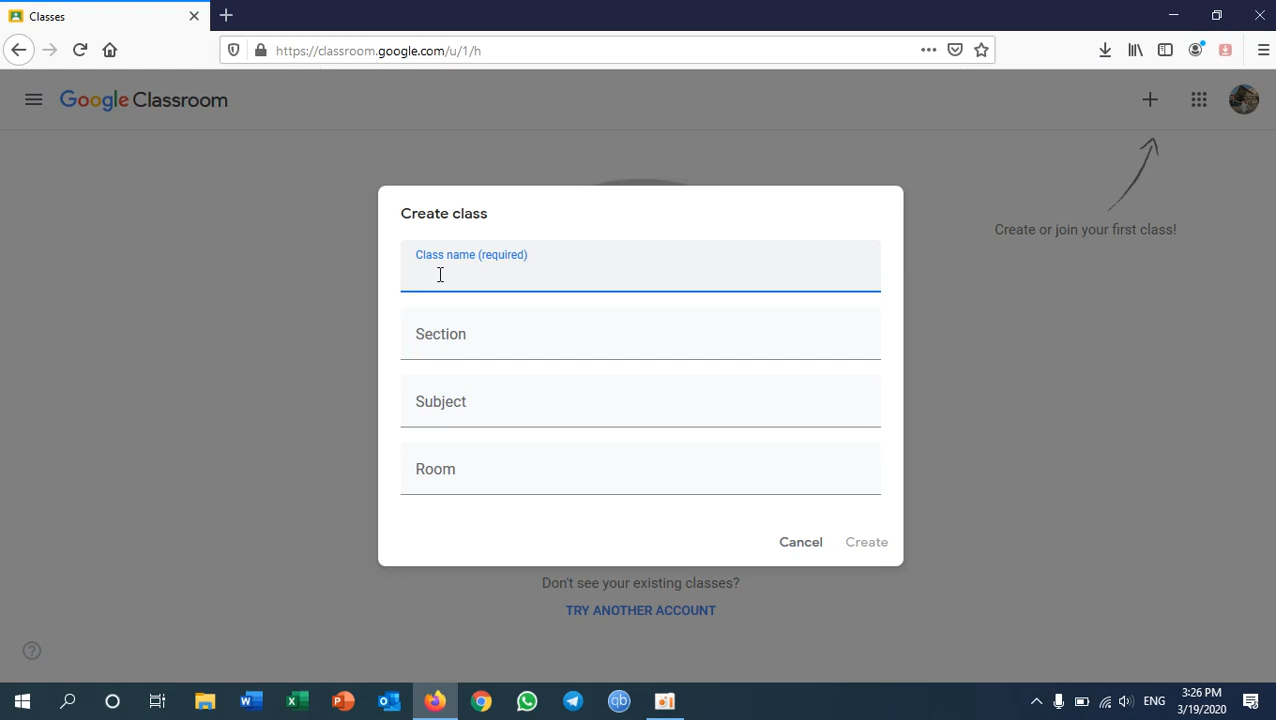 Classes
https://classroom.google.com/u/1/h
Google Classroom
Create or join your first class!
Create class
Class name (required)
Section
Subject
Room
Cancel Create
Don't see your existing classes?
TRY ANOTHER ACCOUNT
ENG
3:26 PM
3/19/2020